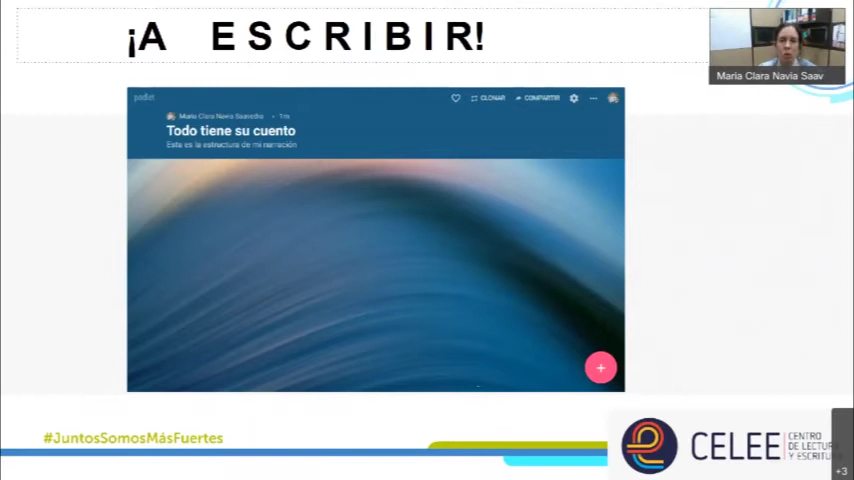 ¡A ESCRIBIR!
Maria Clara Navia Saav
padlet
CLONAR
COMPARTIR
Maria Clara Navia Saavedra • 1m
Todo tiene su cuento
Esta es la estructura de mi narración
#JuntosSomosMásFuertes
CELEE
CENTRO
DE LECTURA
Y ESCRITURA
+3